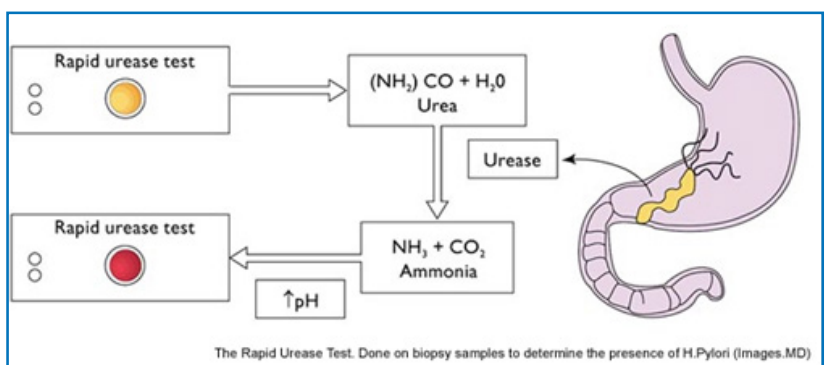 Rapid urease test
(NH₂) CO + H₂0
Urea
Urease
Rapid urease test
NH₃ + CO₂
Ammonia
↑pH
The Rapid Urease Test. Done on biopsy samples to determine the presence of H.Pylori (Images.MD)